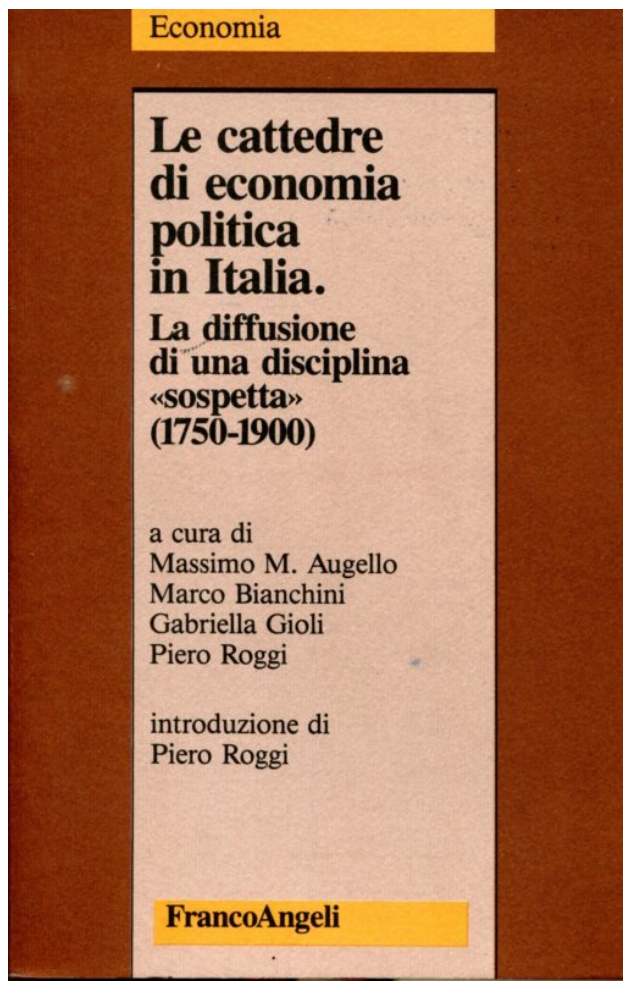 Economia
Le cattedre
di economia
politica
in Italia.
La diffusione
di una disciplina
«sospetta»
(1750-1900)
a cura di
Massimo M. Augello
Marco Bianchini
Gabriella Gioli
Piero Roggi
introduzione di
Piero Roggi
FrancoAngeli